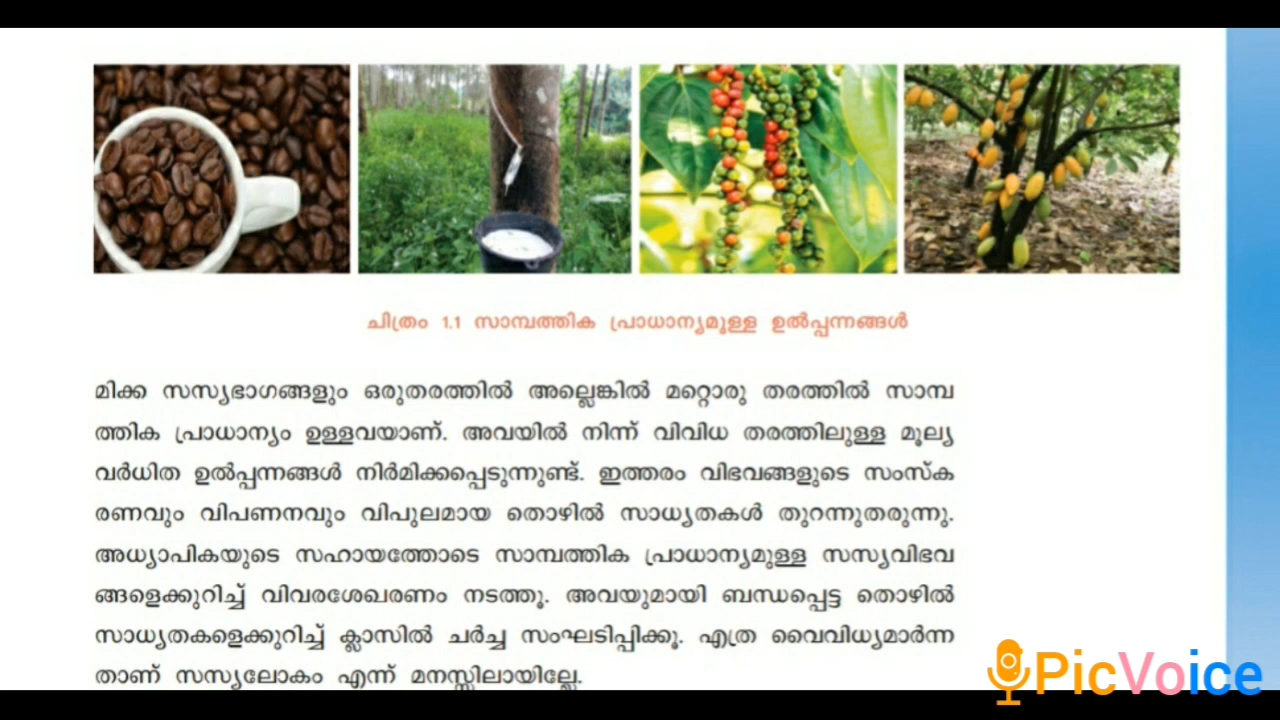 ചിത്രം 1.1 സാമ്പത്തിക പ്രാധാന്യമുള്ള ഉൽപ്പന്നങ്ങൾ
മിക്ക സസ്യഭാഗങ്ങളും ഒരുതരത്തിൽ അല്ലെങ്കിൽ മറ്റൊരു തരത്തിൽ സാമ്പ
ത്തിക പ്രാധാന്യം ഉള്ളവയാണ്. അവയിൽ നിന്ന് വിവിധ തരത്തിലുള്ള മൂല്യ
വർധിത ഉൽപ്പന്നങ്ങൾ നിർമിക്കപ്പെടുന്നുണ്ട്. ഇത്തരം വിഭവങ്ങളുടെ സംസ്ക
രണവും വിപണനവും വിപുലമായ തൊഴിൽ സാധ്യതകൾ തുറന്നുതരുന്നു.
അധ്യാപികയുടെ സഹായത്തോടെ സാമ്പത്തിക പ്രാധാന്യമുള്ള സസ്യവിഭവ
ങ്ങളെക്കുറിച്ച് വിവരശേഖരണം നടത്തൂ. അവയുമായി ബന്ധപ്പെട്ട തൊഴിൽ
സാധ്യതകളെക്കുറിച്ച് ക്ലാസിൽ ചർച്ച സംഘടിപ്പിക്കൂ. എത്ര വൈവിധ്യമാർന്ന
താണ് സസ്യലോകം എന്ന് മനസ്സിലായില്ലേ.
PicVoice